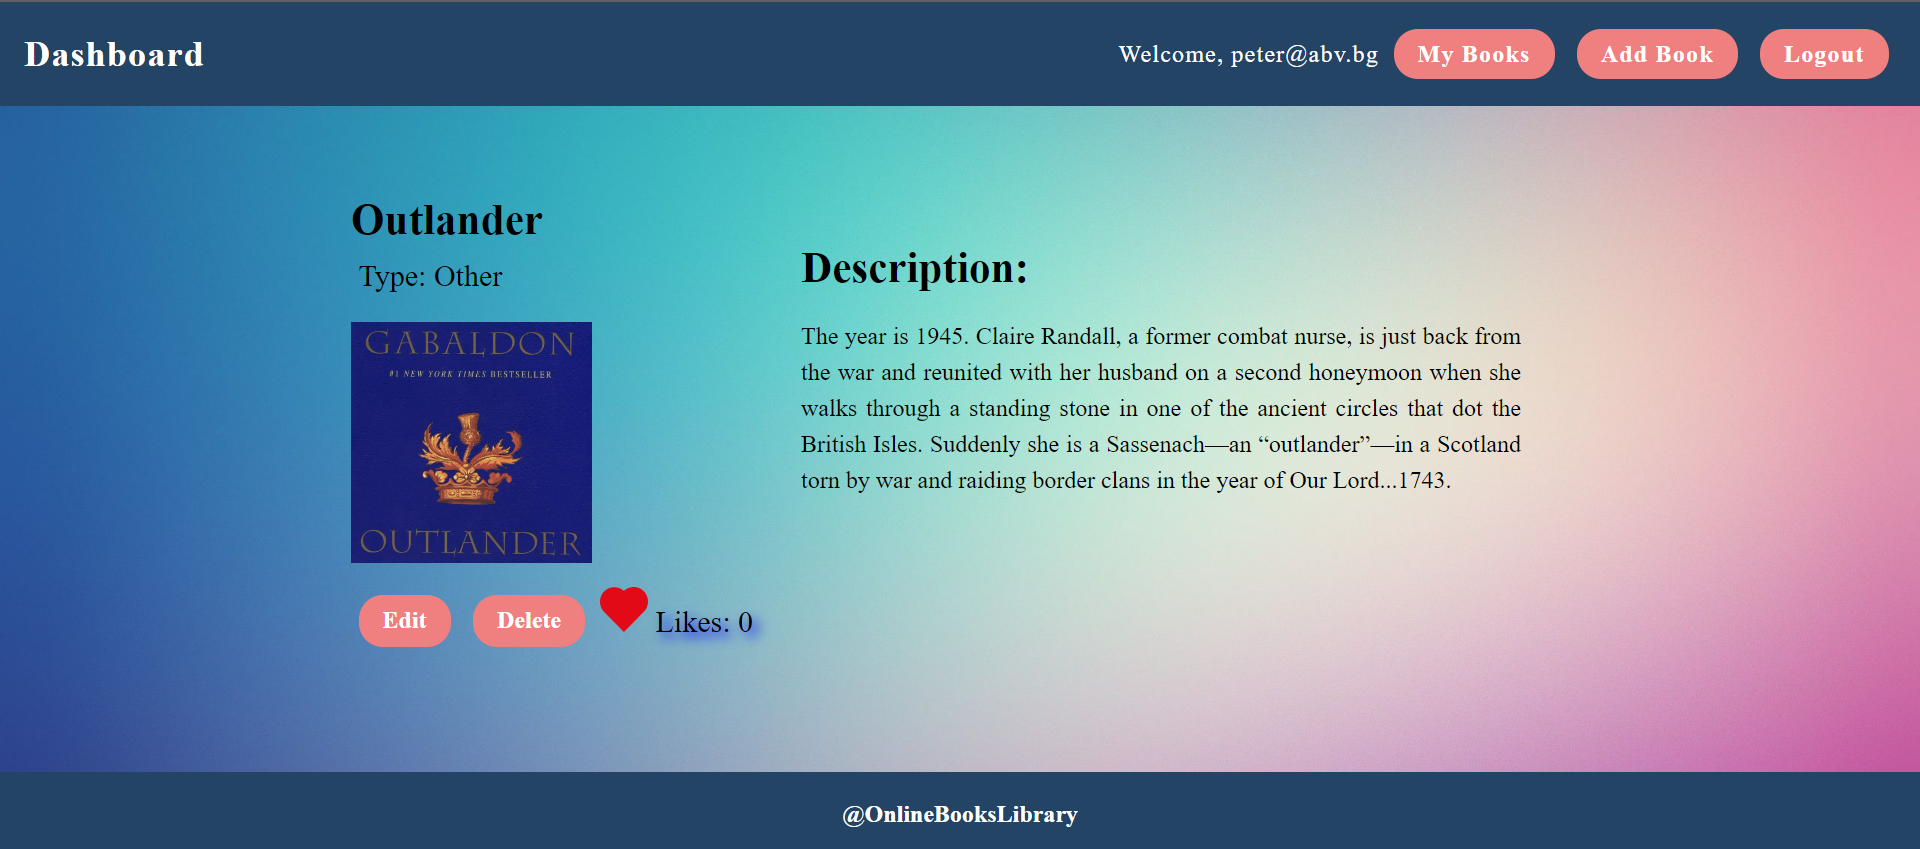 Dashboard
Welcome, peter@abv.bg
My Books
Add Book
Logout
Outlander
Type: Other
GABALDON
#1 NEW YORK TIMES BESTSELLER
OUTLANDER
Edit
Delete
Likes: 0
Description:
The year is 1945. Claire Randall, a former combat nurse, is just back from
the war and reunited with her husband on a second honeymoon when she
walks through a standing stone in one of the ancient circles that dot the
British Isles. Suddenly she is a Sassenach—an “outlander”—in a Scotland
torn by war and raiding border clans in the year of Our Lord...1743.
@OnlineBooksLibrary